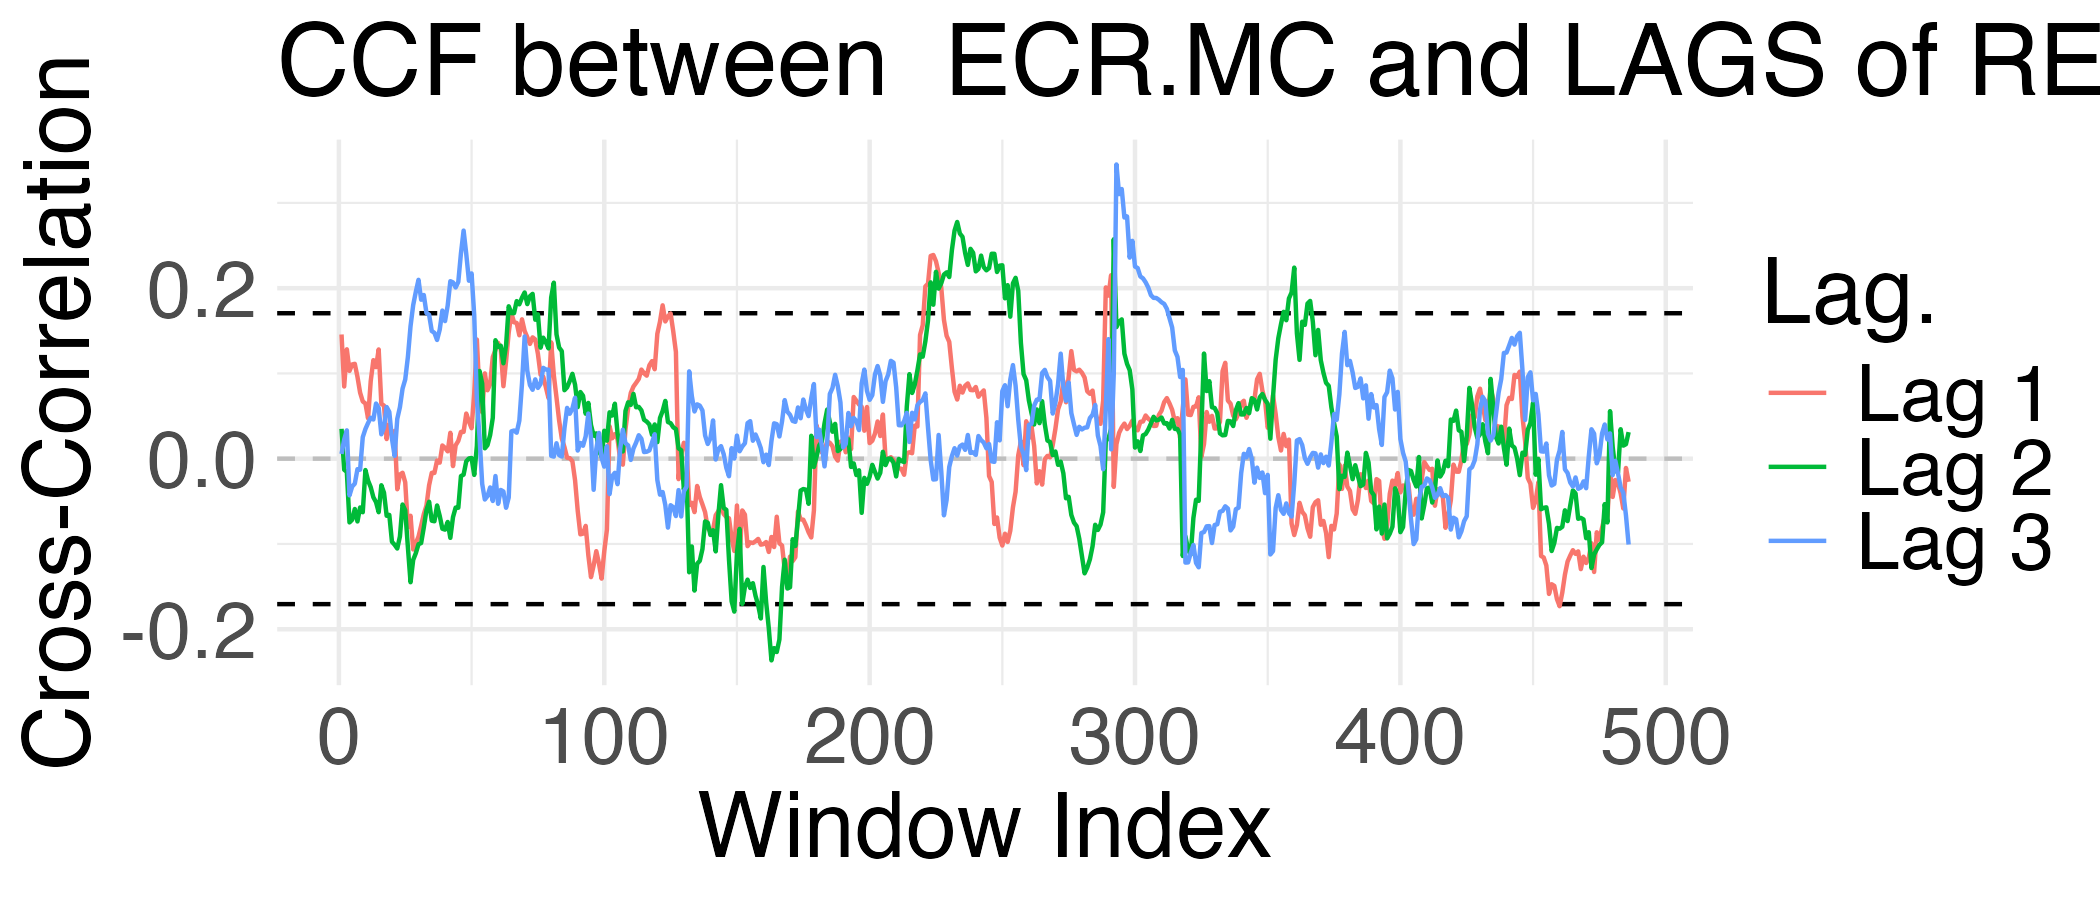 CCF between  ECR.MC and LAGS of RE
Cross-Correlation
0.2
0.0
-0.2
0
100
200
300
400
500
Window Index
Lag.
Lag 1
Lag 2
Lag 3